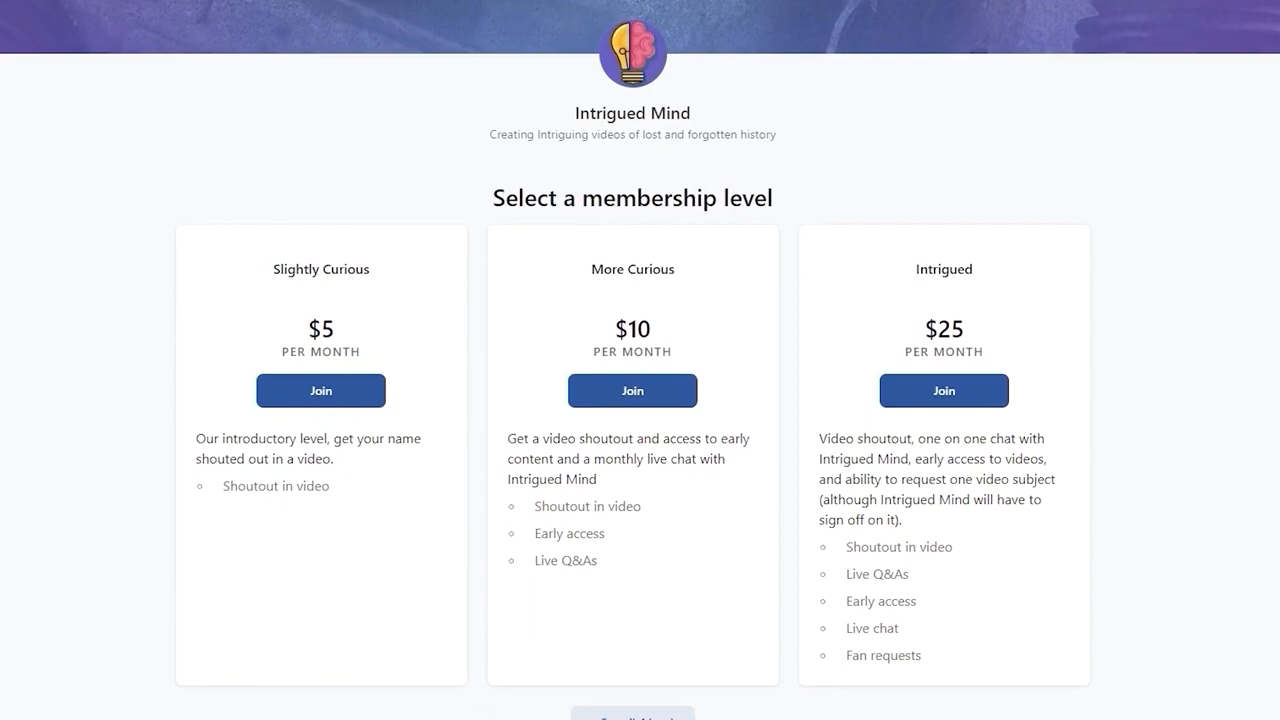 Intrigued Mind
Creating Intriguing videos of lost and forgotten history
Select a membership level
Slightly Curious
$5
PER MONTH
Join
Our introductory level, get your name
shouted out in a video.
Shoutout in video
More Curious
$10
PER MONTH
Join
Get a video shoutout and access to early
content and a monthly live chat with
Intrigued Mind
Shoutout in video
Early access
Live Q&As
Intrigued
$25
PER MONTH
Join
Video shoutout, one on one chat with
Intrigued Mind, early access to videos,
and ability to request one video subject
(although Intrigued Mind will have to
sign off on it).
Shoutout in video
Live Q&As
Early access
Live chat
Fan requests